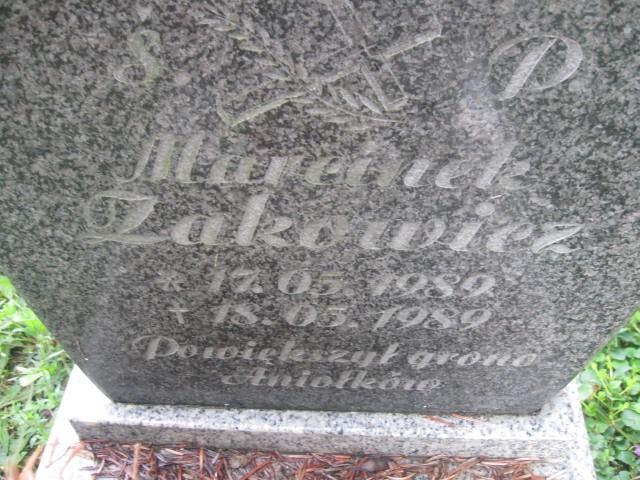 Ś P
Marcinek
Żakowicz
* 17.05.1989
+ 18.05.1989
Powiększył grono
Aniołków